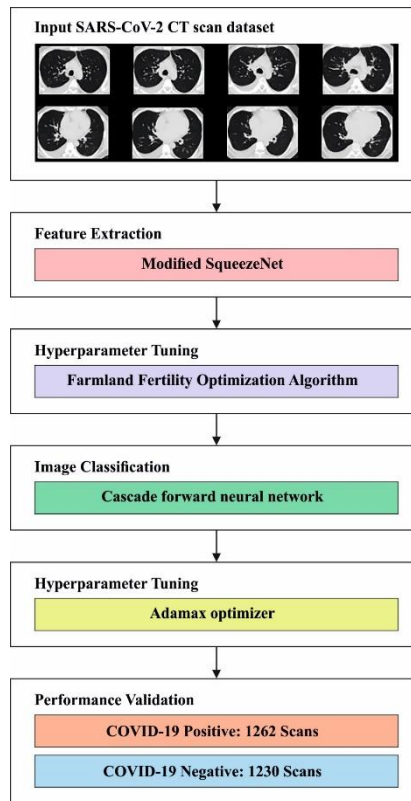 Input SARS-CoV-2 CT scan dataset
Feature Extraction
Modified SqueezeNet
Hyperparameter Tuning
Farmland Fertility Optimization Algorithm
Image Classification
Cascade forward neural network
Hyperparameter Tuning
Adamax optimizer
Performance Validation
COVID-19 Positive: 1262 Scans
COVID-19 Negative: 1230 Scans